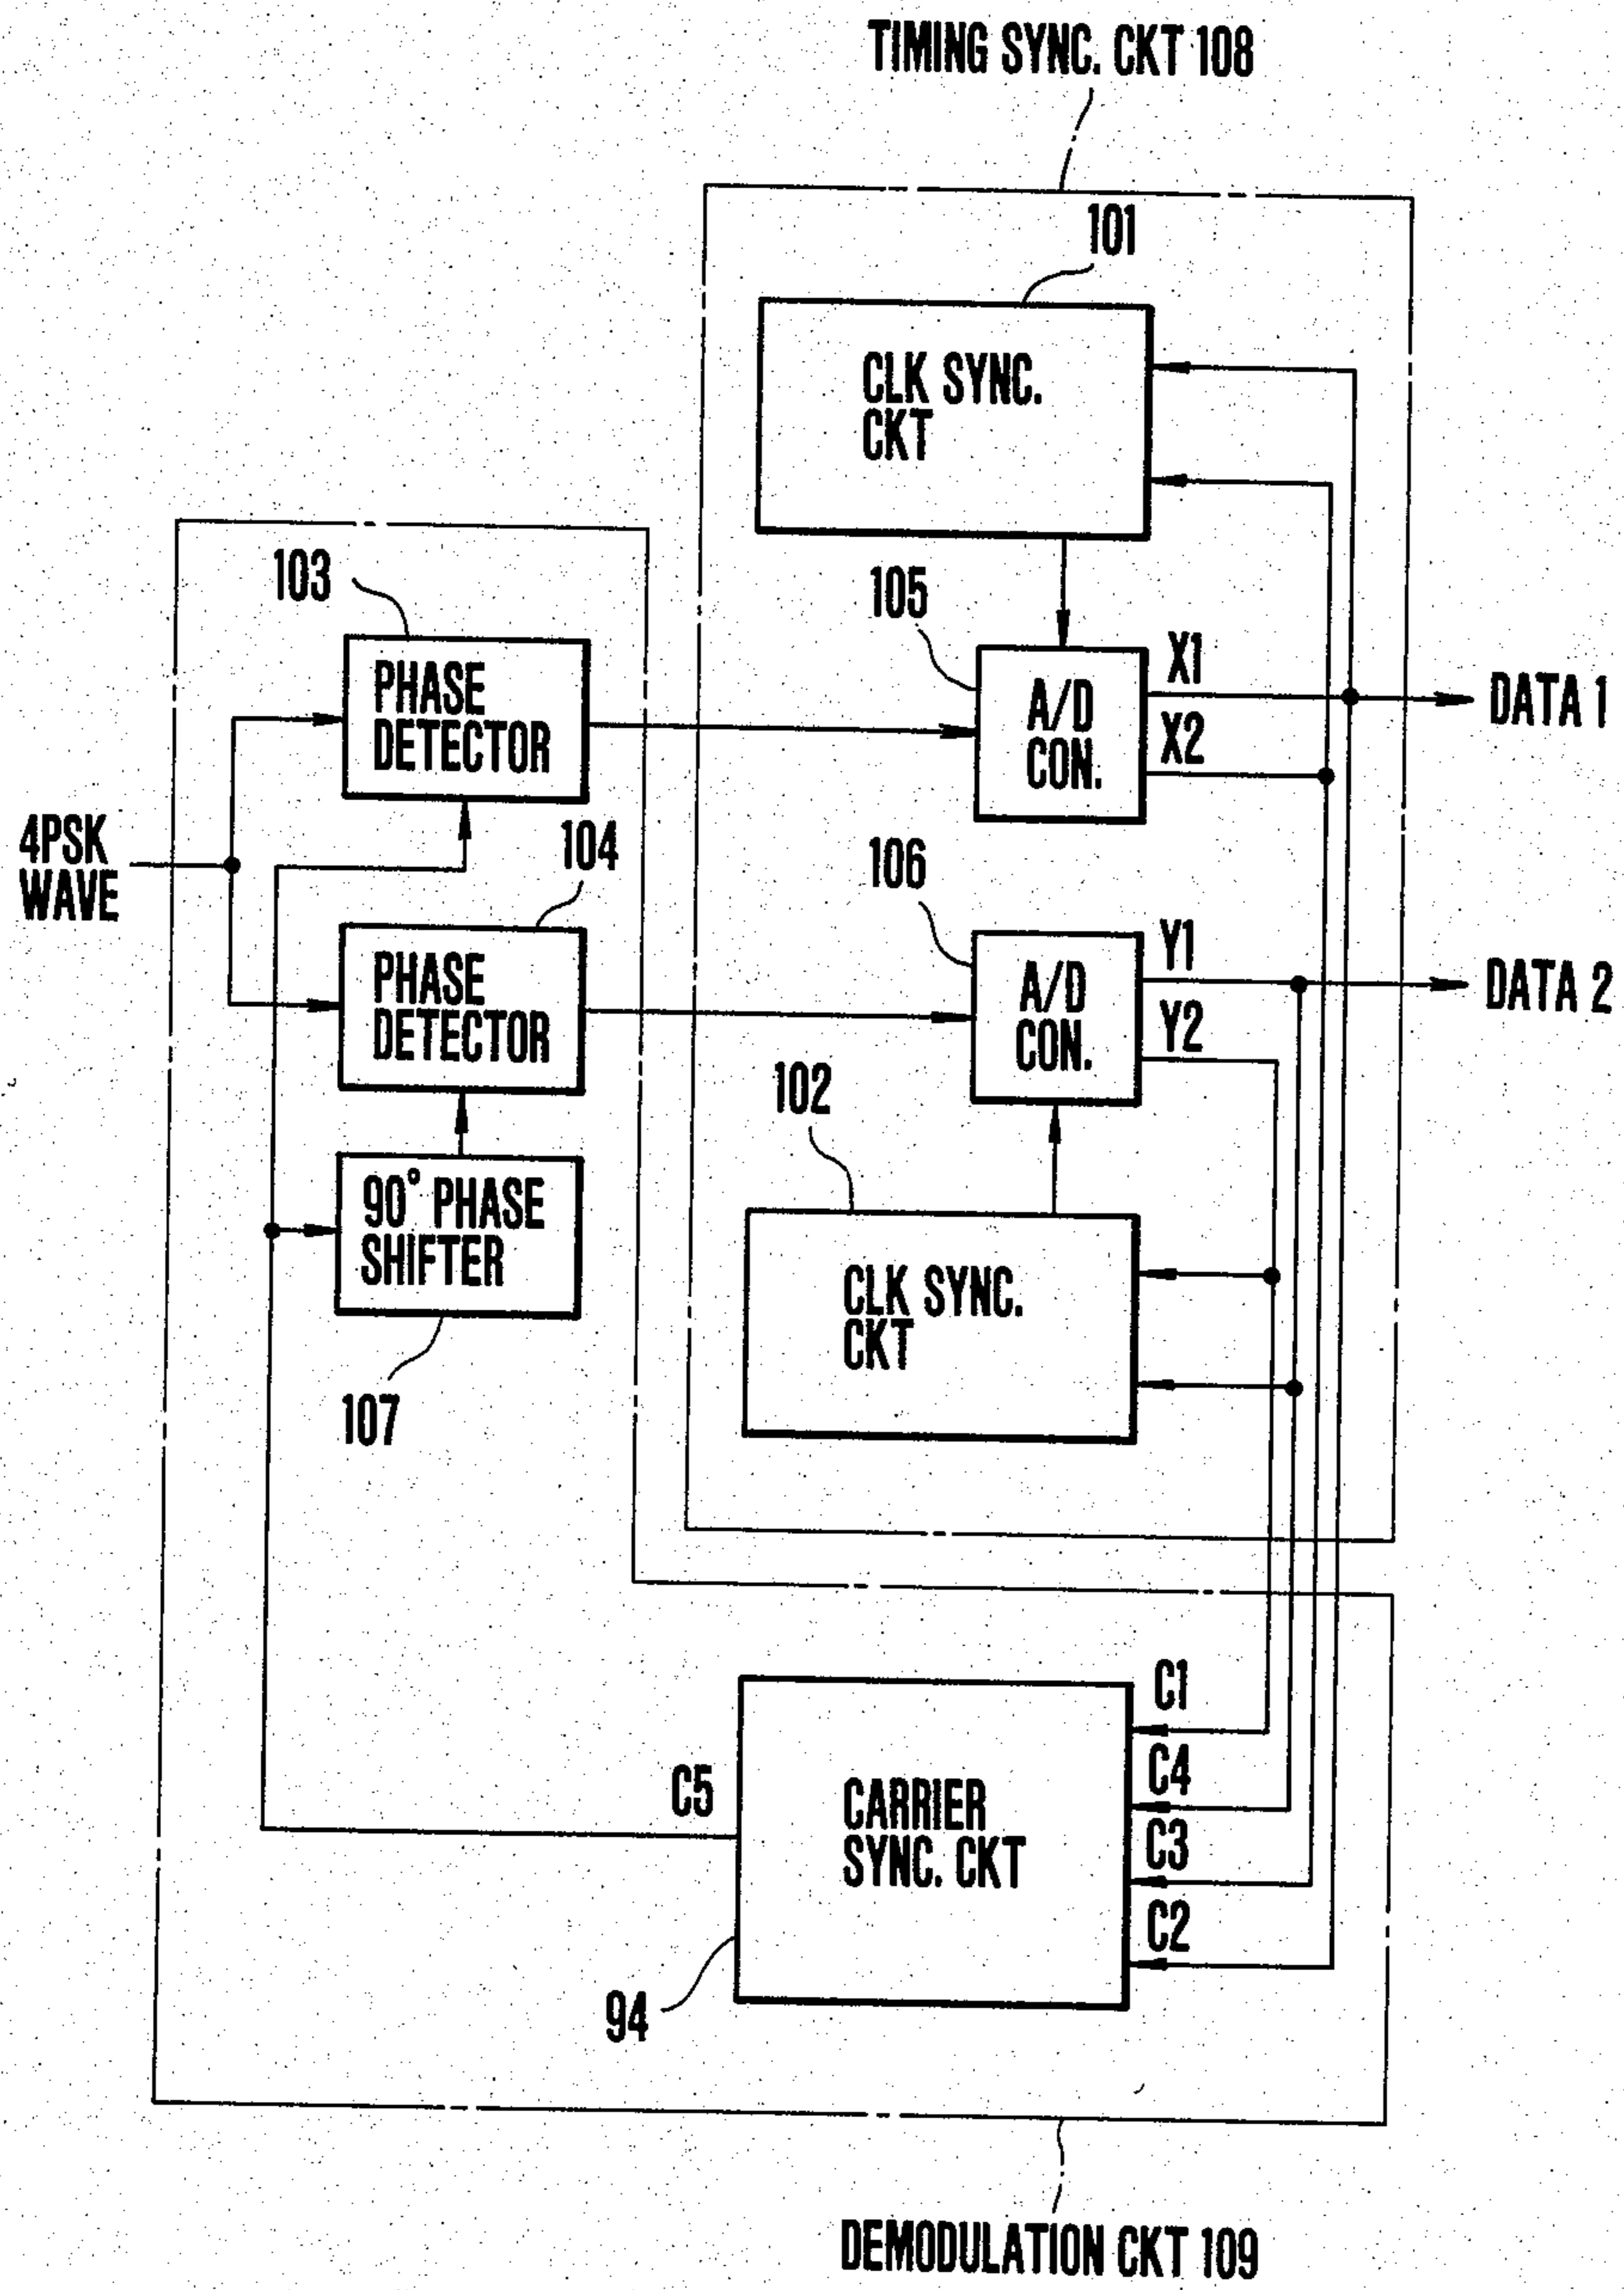 TIMING SYNC. CKT 108
101
CLK SYNC.
CKT
103
105
PHASE
DETECTOR
A/D
CON.
X1
X2
DATA 1
4PSK
WAVE
104
106
PHASE
DETECTOR
A/D
CON.
Y1
Y2
DATA 2
102
90° PHASE
SHIFTER
107
CLK SYNC.
CKT
C1
C4
C3
C2
C5
CARRIER
SYNC. CKT
94
DEMODULATION CKT 109